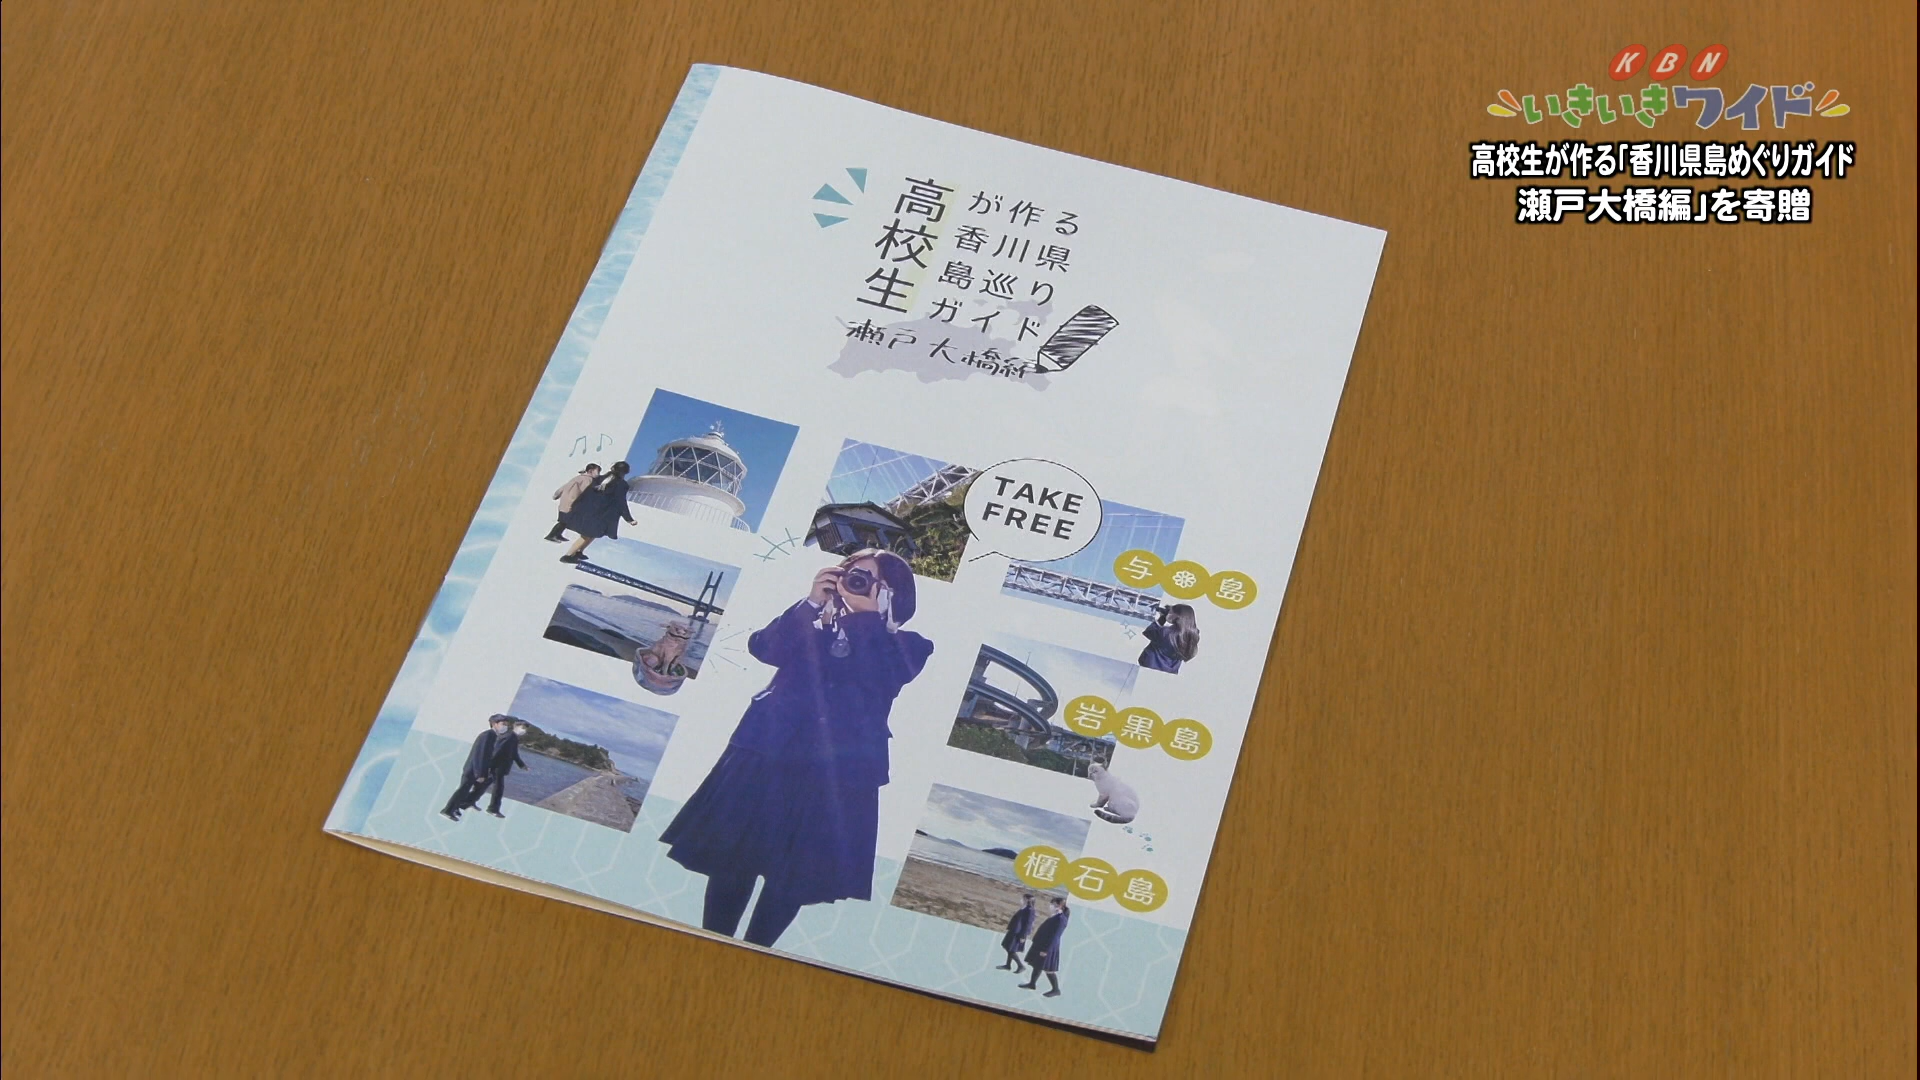 KBN
いきいきワイド
高校生が作る「香川県島めぐりガイド
瀬戸大橋編」を寄贈
高校生
が作る
香川県
島巡り
ガイド
瀬戸大橋編
TAKE
FREE
与島
岩黒島
櫃石島